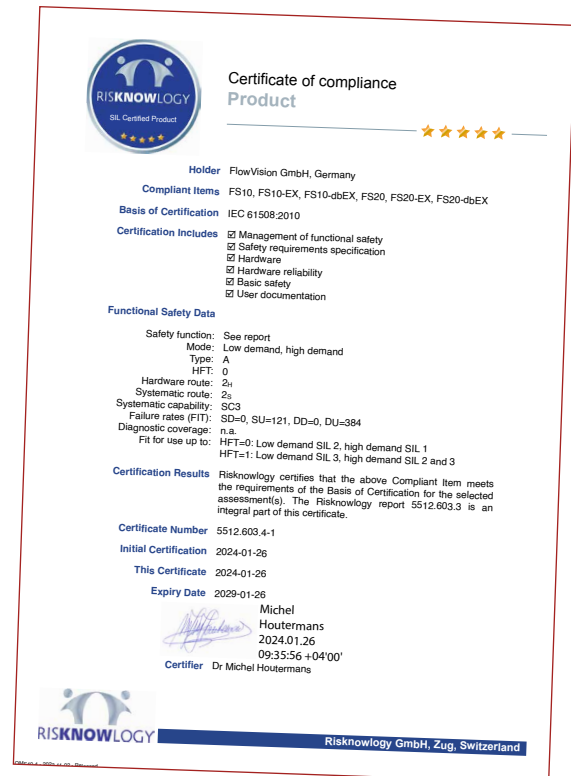 RISKNOWLOGY
SIL Certified Product
Certificate of compliance
Product
Holder FlowVision GmbH, Germany
Compliant Items FS10, FS10-EX, FS10-dbEX, FS20, FS20-EX, FS20-dbEX
Basis of Certification IEC 61508:2010
Certification Includes ☑ Management of functional safety
☑ Safety requirements specification
☑ Hardware
☑ Hardware reliability
☑ Basic safety
☑ User documentation
Functional Safety Data
Safety function: See report
Mode: Low demand, high demand
Type: A
HFT: 0
Hardware route: 2H
Systematic route: 2S
Systematic capability: SC3
Failure rates (FIT): SD=0, SU=121, DD=0, DU=384
Diagnostic coverage: n.a.
Fit for use up to: HFT=0: Low demand SIL 2, high demand SIL 1
HFT=1: Low demand SIL 3, high demand SIL 2 and 3
Certification Results Risknowlogy certifies that the above Compliant Item meets
the requirements of the Basis of Certification for the selected
assessment(s). The Risknowlogy report 5512.603.3 is an
integral part of this certificate.
Certificate Number 5512.603.4-1
Initial Certification 2024-01-26
This Certificate 2024-01-26
Expiry Date 2029-01-26
Michel
Houtermans
2024.01.26
09:35:56 +04'00'
Certifier Dr Michel Houtermans
RISKNOWLOGY
Risknowlogy GmbH, Zug, Switzerland